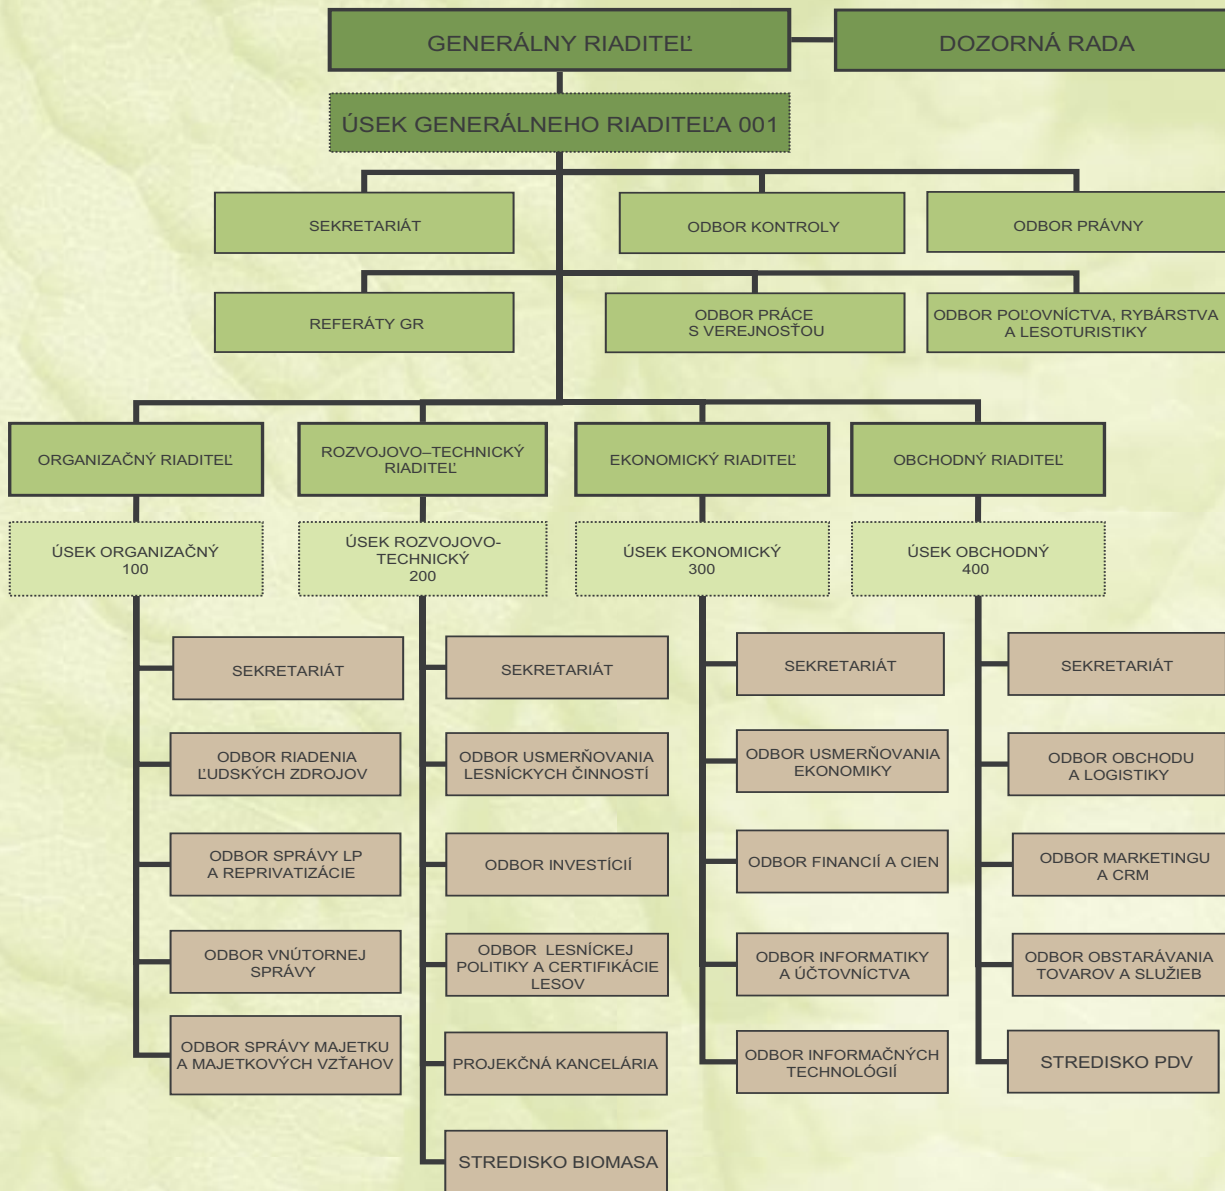 GENERÁLNY RIADITEĽ
DOZORNÁ RADA
ÚSEK GENERÁLNEHO RIADITEĽA 001
SEKRETARIÁT
ODBOR KONTROLY
ODBOR PRÁVNY
REFERÁTY GR
ODBOR PRÁCE
S VEREJNOSŤOU
ODBOR POĽOVNÍCTVA, RYBÁRSTVA
A LESOTURISTIKY
ORGANIZAČNÝ RIADITEĽ
ROZVOJOVO–TECHNICKÝ
RIADITEĽ
EKONOMICKÝ RIADITEĽ
OBCHODNÝ RIADITEĽ
ÚSEK ORGANIZAČNÝ
100
ÚSEK ROZVOJOVO-
TECHNICKÝ
200
ÚSEK EKONOMICKÝ
300
ÚSEK OBCHODNÝ
400
SEKRETARIÁT
ODBOR RIADENIA
ĽUDSKÝCH ZDROJOV
ODBOR SPRÁVY LP
A REPRIVATIZÁCIE
ODBOR VNÚTORNEJ
SPRÁVY
ODBOR SPRÁVY MAJETKU
A MAJETKOVÝCH VZŤAHOV
SEKRETARIÁT
ODBOR USMERŇOVANIA
LESNÍCKYCH ČINNOSTÍ
ODBOR INVESTÍCIÍ
ODBOR LESNÍCKEJ
POLITIKY A CERTIFIKÁCIE
LESOV
PROJEKČNÁ KANCELÁRIA
STREDISKO BIOMASA
SEKRETARIÁT
ODBOR USMERŇOVANIA
EKONOMIKY
ODBOR FINANCIÍ A CIEN
ODBOR INFORMATIKY
A ÚČTOVNÍCTVA
ODBOR INFORMAČNÝCH
TECHNOLÓGIÍ
SEKRETARIÁT
ODBOR OBCHODU
A LOGISTIKY
ODBOR MARKETINGU
A CRM
ODBOR OBSTARÁVANIA
TOVAROV A SLUŽIEB
STREDISKO PDV